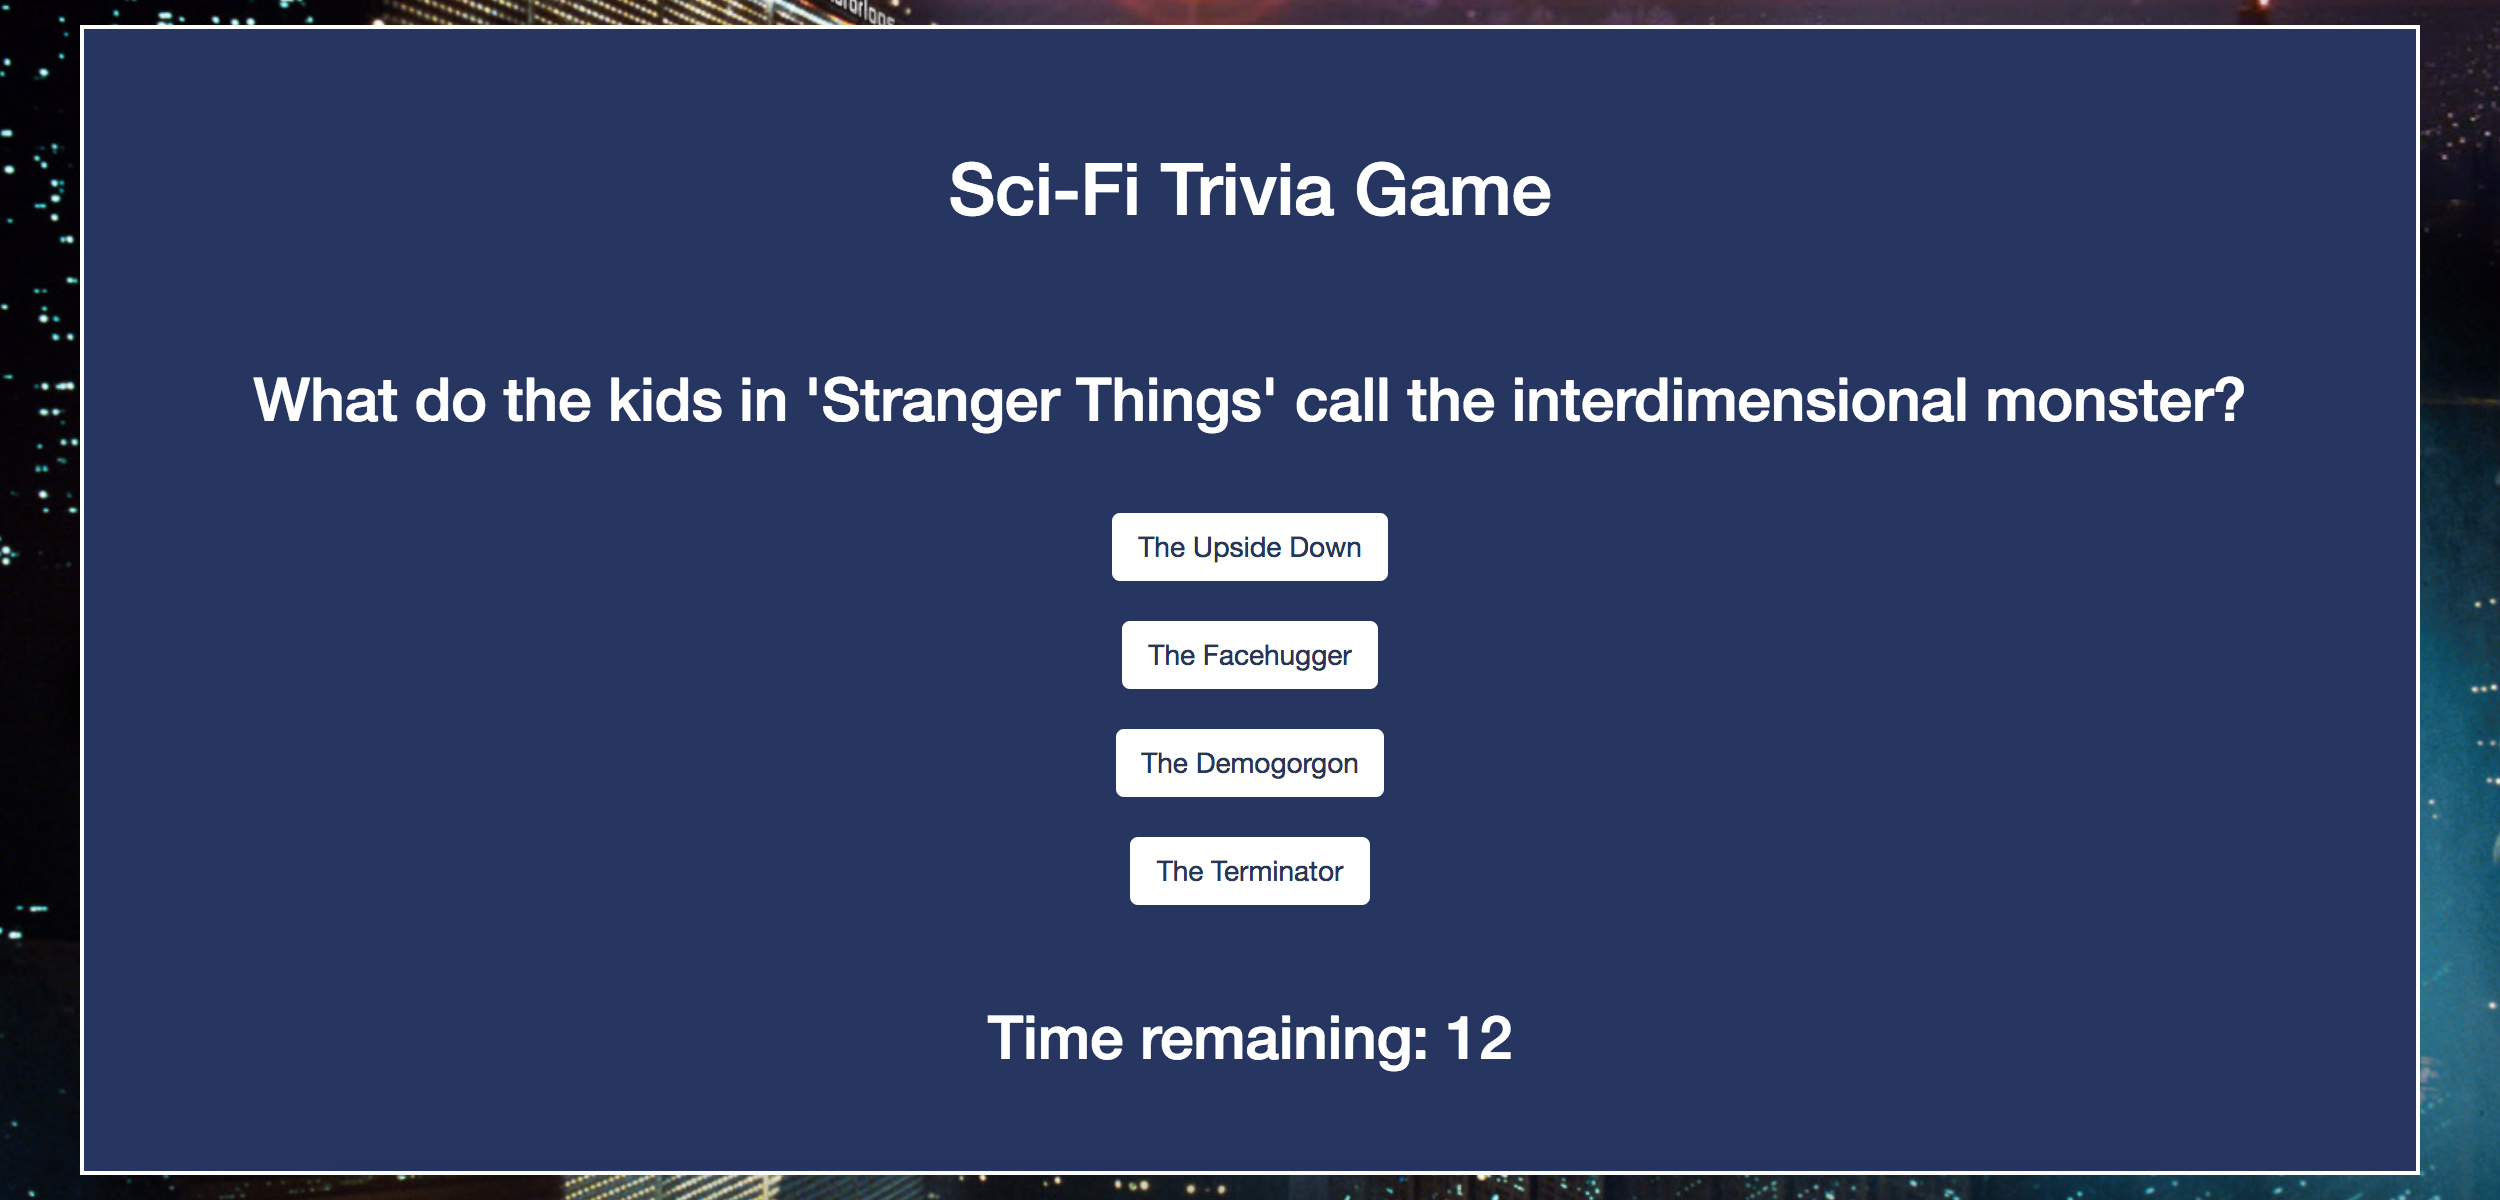 Sci-Fi Trivia Game
What do the kids in 'Stranger Things' call the interdimensional monster?
The Upside Down
The Facehugger
The Demogorgon
The Terminator
Time remaining: 12